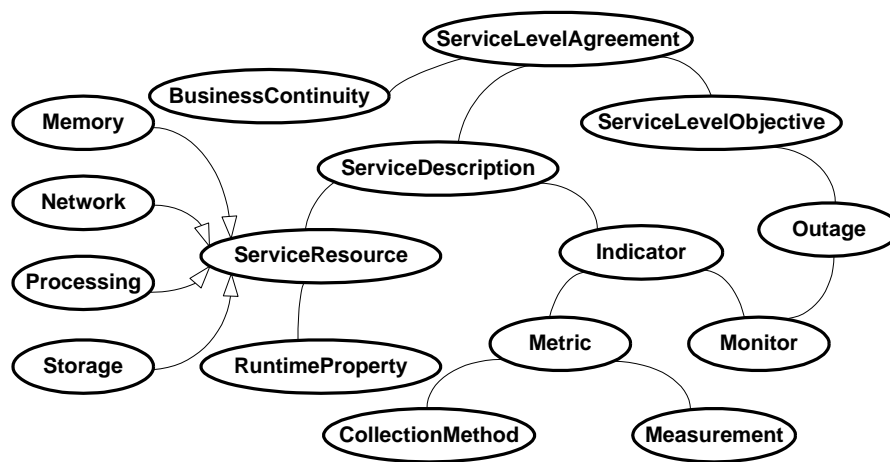 ServiceLevelAgreement
BusinessContinuity
Memory
ServiceLevelObjective
ServiceDescription
Network
Outage
ServiceResource
Indicator
Processing
Metric
Monitor
Storage
RuntimeProperty
CollectionMethod
Measurement